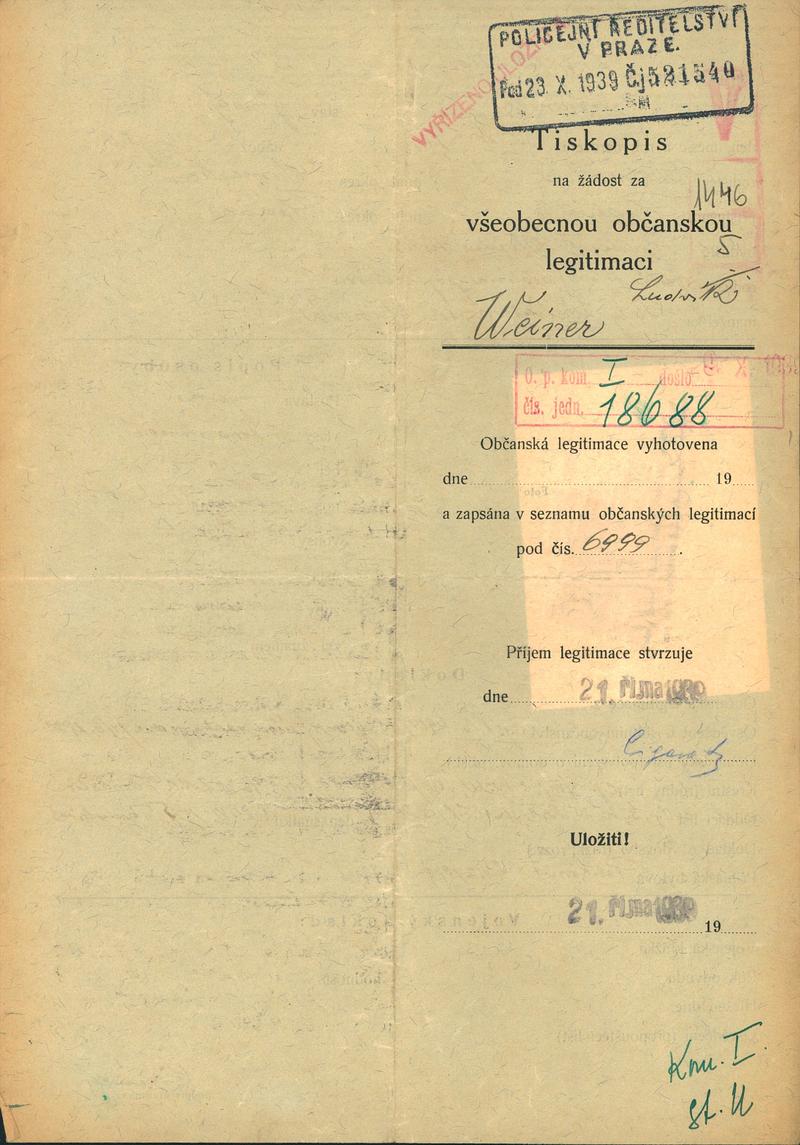 POLICEJNÍ ŘEDITELSTVÍ
V PRAZE.
Pod 23. X. 1939 Čj 521540
VYŘÍZENO ULOŽ
Tiskopis
na žádost za
1446
všeobecnou občanskou
5
legitimaci
Ludvík
Weiner
O. p. kom. I došlo
čís. jedn. 18688
Občanská legitimace vyhotovena
dne 19
a zapsána v seznamu občanských legitimací
pod čís. 6999
Příjem legitimace stvrzuje
dne 21. října 1939
Uložiti!
21. října 1939
19
Kom. I.